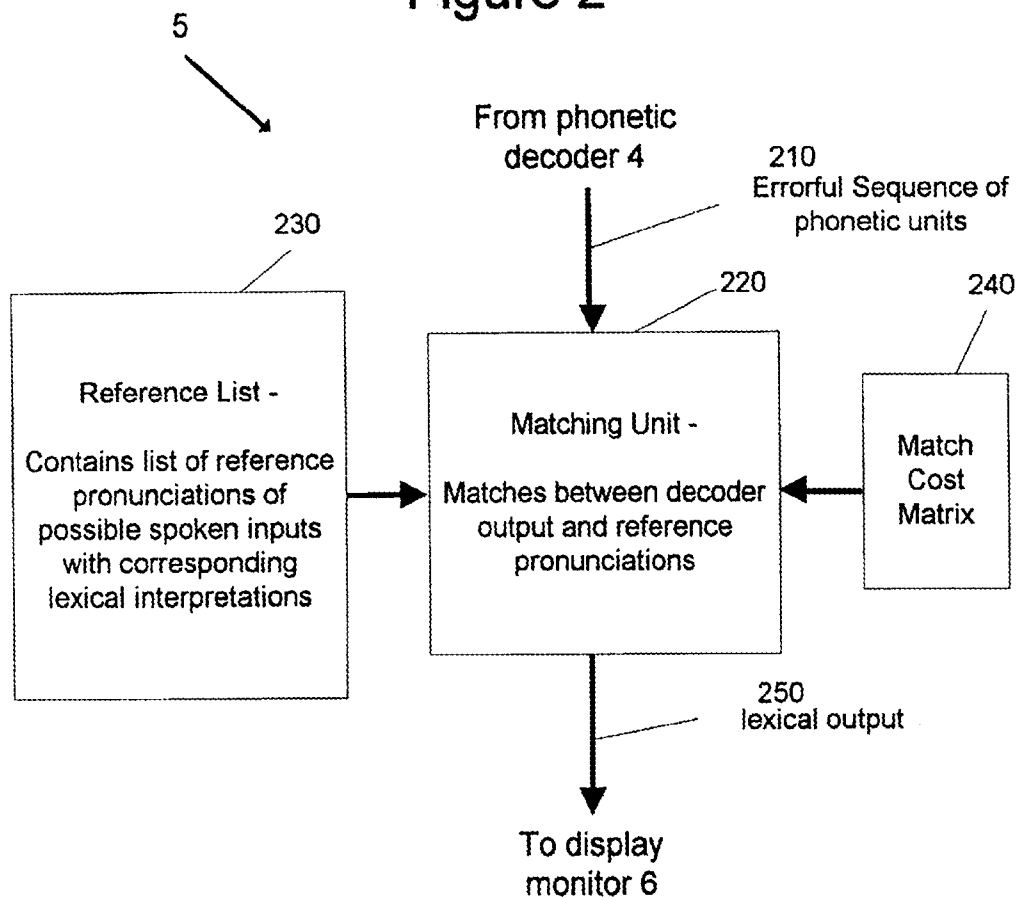 Figure 2
5
From phonetic
decoder 4
210
Errorful Sequence of
phonetic units
230
220
240
Reference List -
Contains list of reference
pronunciations of
possible spoken inputs
with corresponding
lexical interpretations
Matching Unit -
Matches between decoder
output and reference
pronunciations
Match
Cost
Matrix
250
lexical output
To display
monitor 6